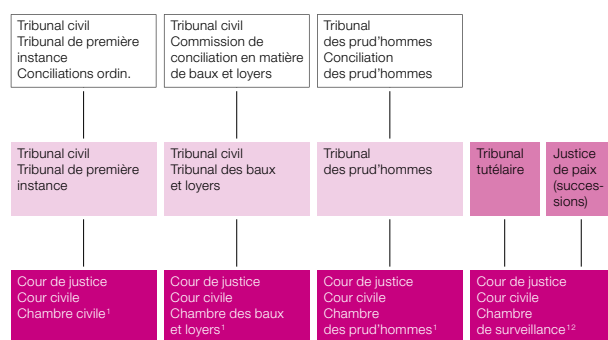 Tribunal civil
Tribunal de première
instance
Conciliations ordin.
Tribunal civil
Commission de
conciliation en matière
de baux et loyers
Tribunal
des prud'hommes
Conciliation
des prud'hommes
Tribunal civil
Tribunal de première
instance
Tribunal civil
Tribunal des baux
et loyers
Tribunal
des prud'hommes
Tribunal
tutélaire
Justice
de paix
(succes-
sions)
Cour de justice
Cour civile
Chambre civile¹
Cour de justice
Cour civile
Chambre des baux
et loyers¹
Cour de justice
Cour civile
Chambre
des prud'hommes¹
Cour de justice
Cour civile
Chambre
de surveillance¹²